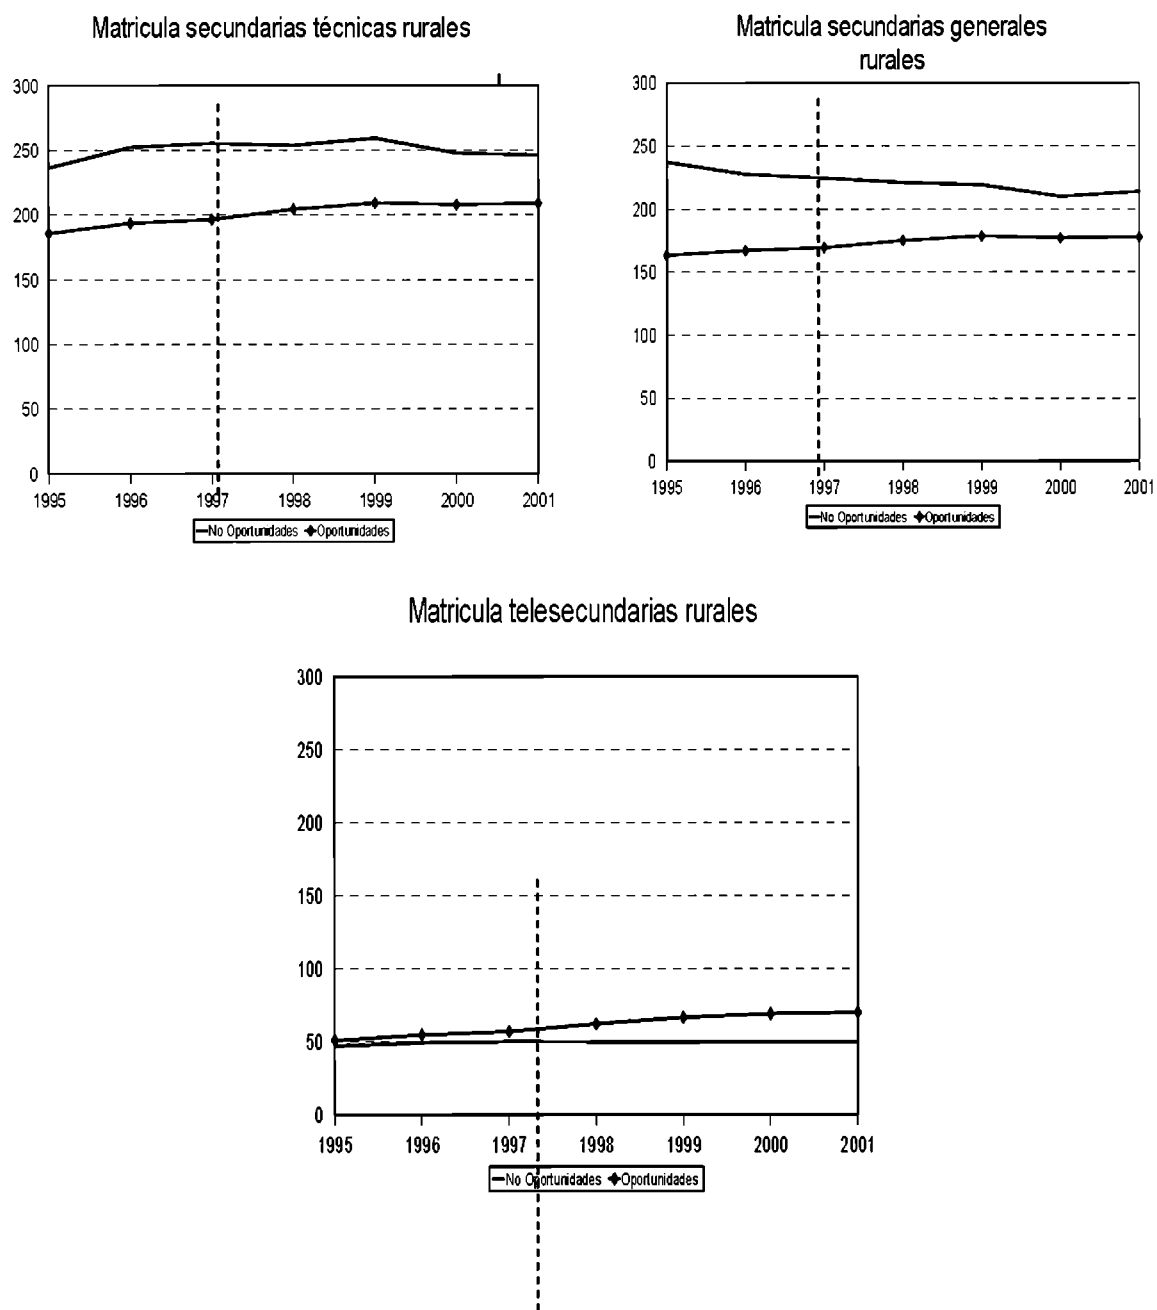 Matricula secundarias técnicas rurales
300
250
200
150
100
50
0
1995 1996 1997 1998 1999 2000 2001
No Oportunidades Oportunidades
Matricula secundarias generales
rurales
300
250
200
150
100
50
0
1995 1996 1997 1998 1999 2000 2001
No Oportunidades Oportunidades
Matricula telesecundarias rurales
300
250
200
150
100
50
0
1995 1996 1997 1998 1999 2000 2001
No Oportunidades Oportunidades